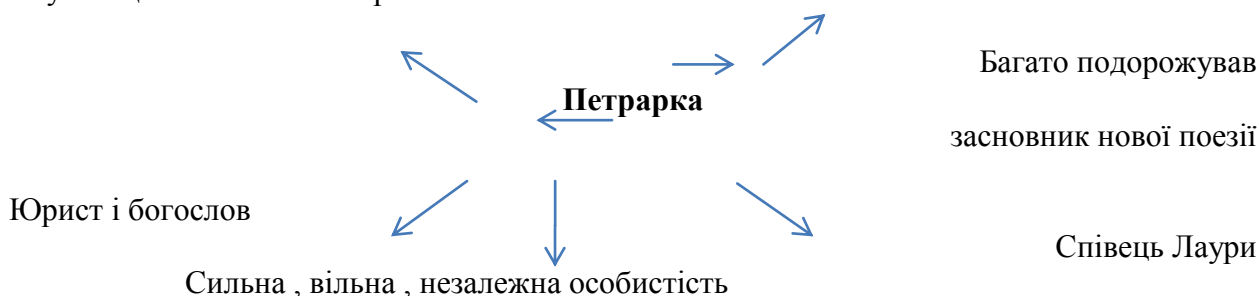 Багато подорожував
Петрарка
засновник нової поезії
Юрист і богослов
Співець Лаури
Сильна , вільна , незалежна особистість